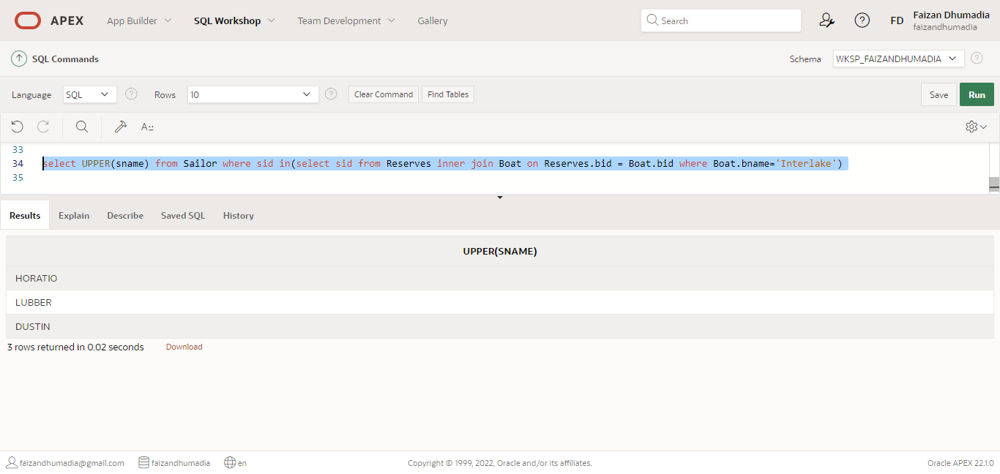 APEX App Builder SQL Workshop Team Development Gallery Search FD Faizan Dhumadia
faizandhumadia
SQL Commands Schema WKSP_FAIZANDHUMADIA
Language SQL Rows 10 Clear Command Find Tables Save Run
A::
33
34 select UPPER(sname) from Sailor where sid in(select sid from Reserves inner join Boat on Reserves.bid = Boat.bid where Boat.bname='Interlake')
35
Results Explain Describe Saved SQL History
UPPER(SNAME)
HORATIO
LUBBER
DUSTIN
3 rows returned in 0.02 seconds Download
faizandhumadia@gmail.com faizandhumadia en Copyright © 1999, 2022, Oracle and/or its affiliates. Oracle APEX 22.1.0